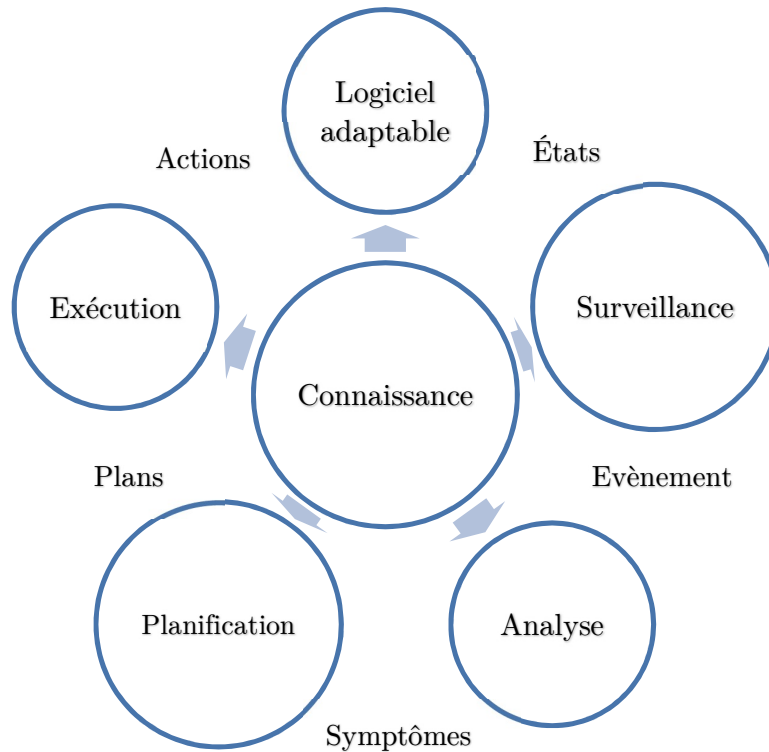 Logiciel
adaptable
Actions
États
Exécution
Surveillance
Connaissance
Plans
Evènement
Planification
Analyse
Symptômes